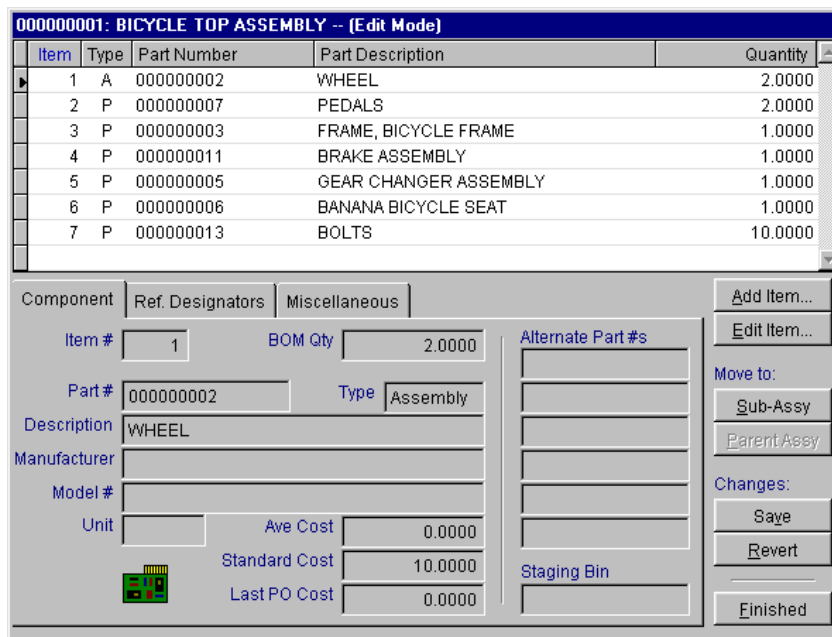 000000001: BICYCLE TOP ASSEMBLY -- (Edit Mode)
Item Type Part Number Part Description Quantity
1 A 000000002 WHEEL 2.0000
2 P 000000007 PEDALS 2.0000
3 P 000000003 FRAME, BICYCLE FRAME 1.0000
4 P 000000011 BRAKE ASSEMBLY 1.0000
5 P 000000005 GEAR CHANGER ASSEMBLY 1.0000
6 P 000000006 BANANA BICYCLE SEAT 1.0000
7 P 000000013 BOLTS 10.0000
Component Ref. Designators Miscellaneous
Add Item...
Edit Item...
Item # 1 BOM Qty 2.0000 Alternate Part #s
Move to:
Part # 000000002 Type Assembly
Sub-Assy
Description WHEEL
Parent Assy
Manufacturer
Model #
Changes:
Unit Ave Cost 0.0000
Save
Standard Cost 10.0000
Revert
Staging Bin
Last PO Cost 0.0000
Finished